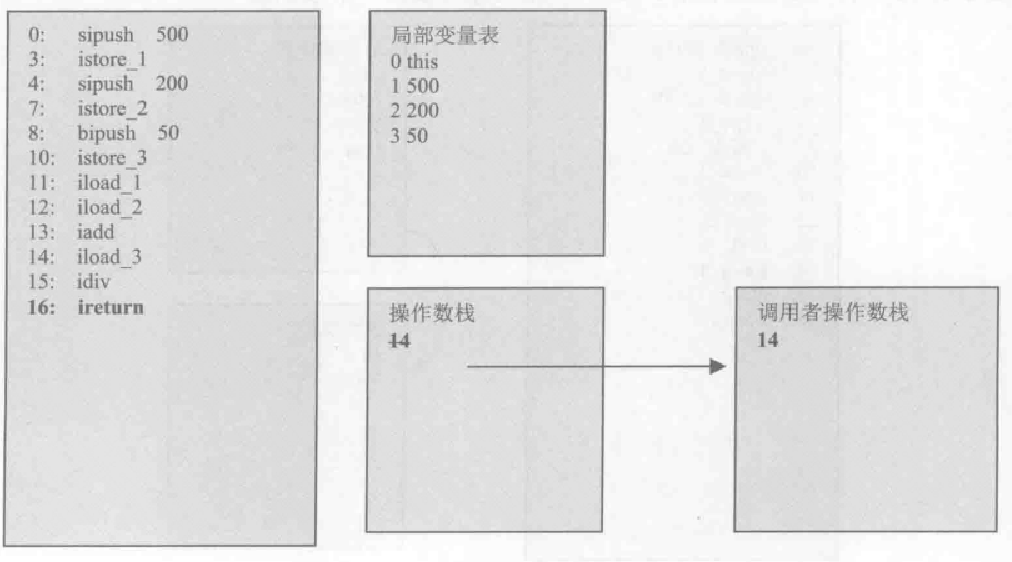 0: sipush 500
3: istore_1
4: sipush 200
7: istore_2
8: bipush 50
10: istore_3
11: iload_1
12: iload_2
13: iadd
14: iload_3
15: idiv
16: ireturn
局部变量表
0 this
1 500
2 200
3 50
操作数栈
14
调用者操作数栈
14